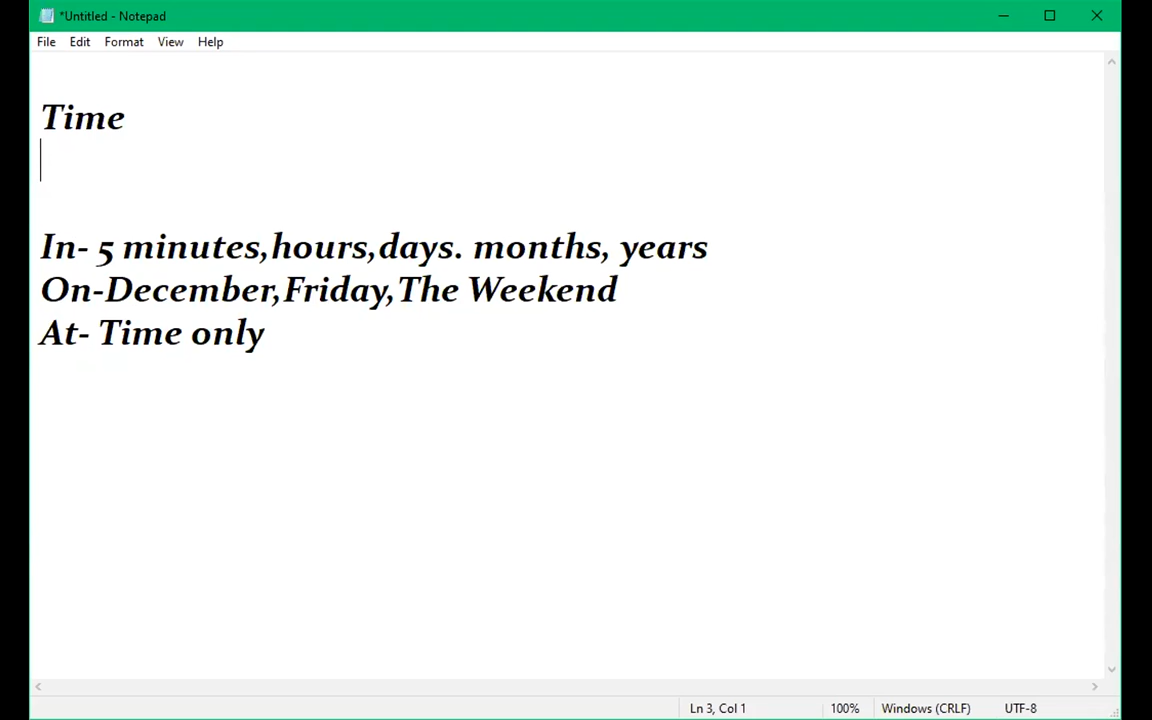 *Untitled - Notepad
File Edit Format View Help
Time
In- 5 minutes,hours,days. months, years
On-December,Friday,The Weekend
At- Time only
Ln 3, Col 1 100% Windows (CRLF) UTF-8